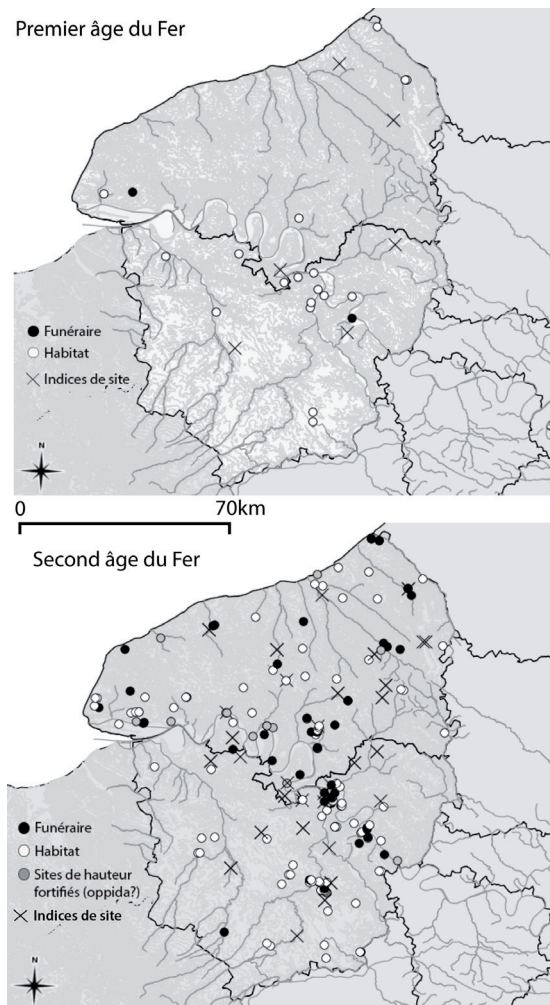 Premier âge du Fer
Funéraire
Habitat
Indices de site
N
0 70km
Second âge du Fer
Funéraire
Habitat
Sites de hauteur
fortifiés (oppida?)
Indices de site
N